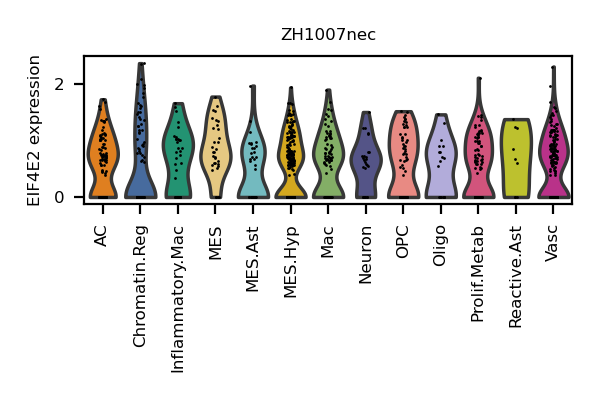 ZH1007nec
EIF4E2 expression
2
0
AC
Chromatin.Reg
Inflammatory.Mac
MES
MES.Ast
MES.Hyp
Mac
Neuron
OPC
Oligo
Prolif.Metab
Reactive.Ast
Vasc